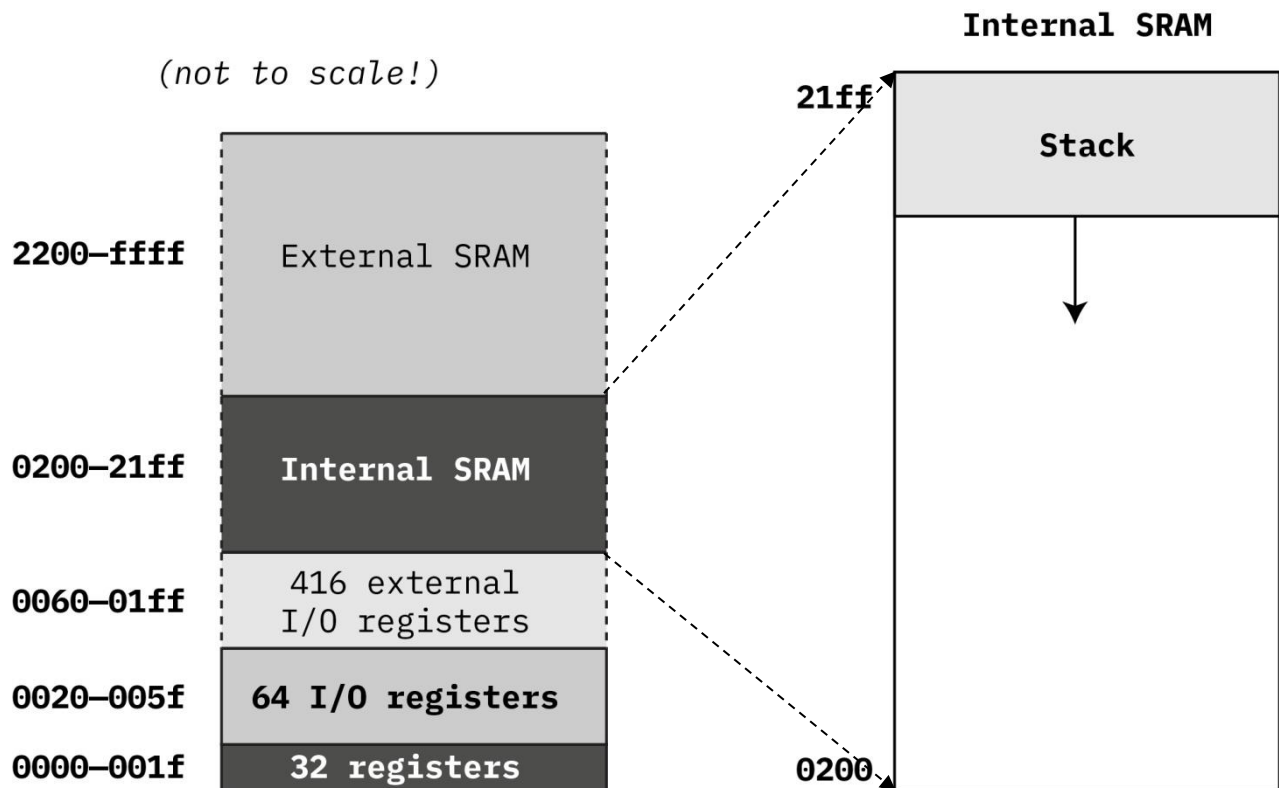 (not to scale!)
2200–ffff
External SRAM
0200–21ff
Internal SRAM
0060–01ff
416 external
I/O registers
0020–005f
64 I/O registers
0000–001f
32 registers
Internal SRAM
21ff
Stack
0200